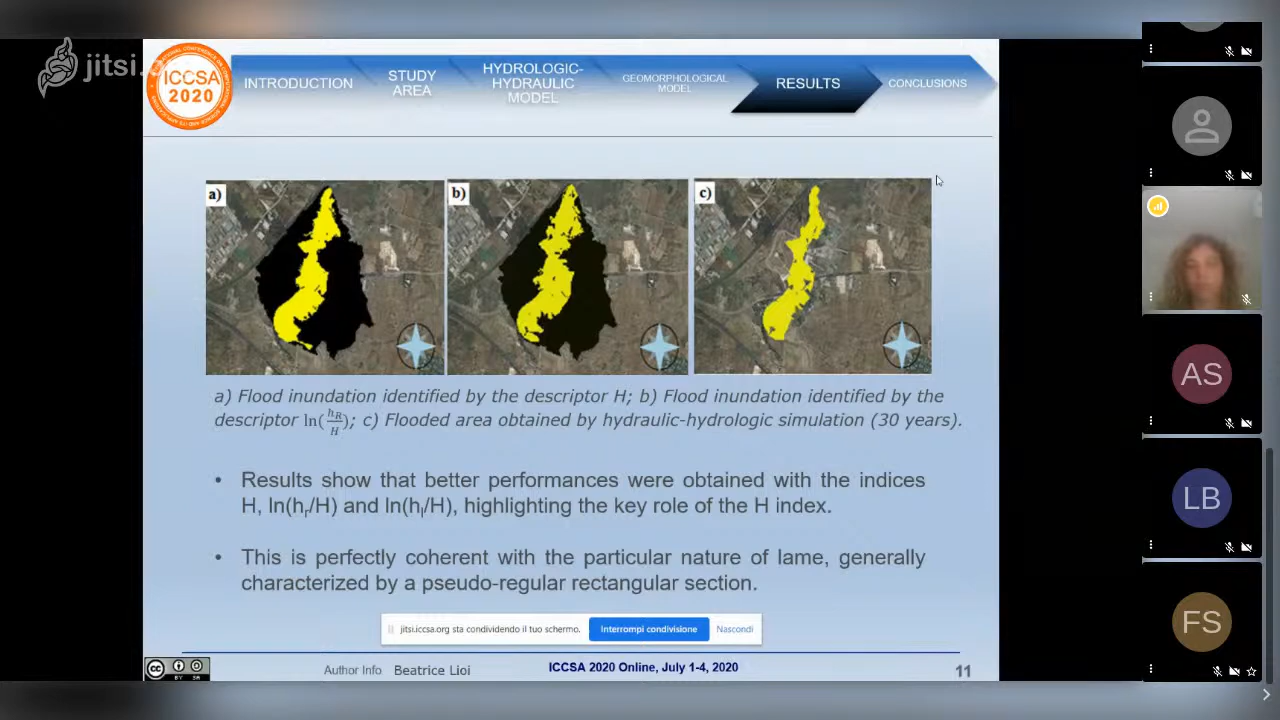 jitsi.
ICCSA
2020
INTRODUCTION
STUDY
AREA
HYDROLOGIC-
HYDRAULIC
MODEL
GEOMORPHOLOGICAL
MODEL
RESULTS
CONCLUSIONS
a)
b)
c)
a) Flood inundation identified by the descriptor H; b) Flood inundation identified by the
descriptor ln(hR/H); c) Flooded area obtained by hydraulic-hydrologic simulation (30 years).
• Results show that better performances were obtained with the indices
H, ln(hr/H) and ln(hl/H), highlighting the key role of the H index.
• This is perfectly coherent with the particular nature of lame, generally
characterized by a pseudo-regular rectangular section.
jitsi.iccsa.org sta condividendo il tuo schermo.
Interrompi condivisione
Nascondi
cc
BY SA
Author Info Beatrice Lioi
ICCSA 2020 Online, July 1-4, 2020
11
AS
LB
FS